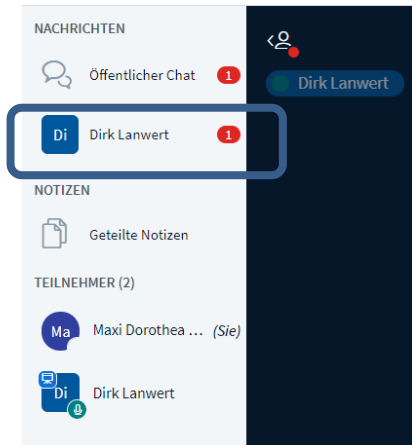 NACHRICHTEN
Öffentlicher Chat 1
Dirk Lanwert
Di Dirk Lanwert 1
NOTIZEN
Geteilte Notizen
TEILNEHMER (2)
Ma Maxi Dorothea … (Sie)
Di Dirk Lanwert